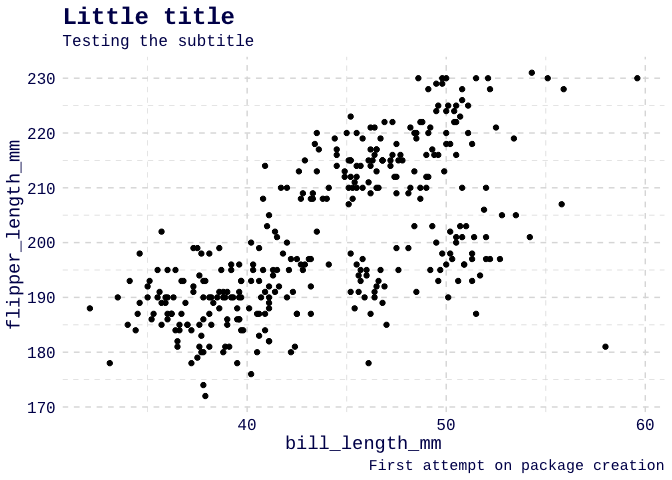 Little title
Testing the subtitle
230
220
210
200
190
180
170
flipper_length_mm
40
50
60
bill_length_mm
First attempt on package creation